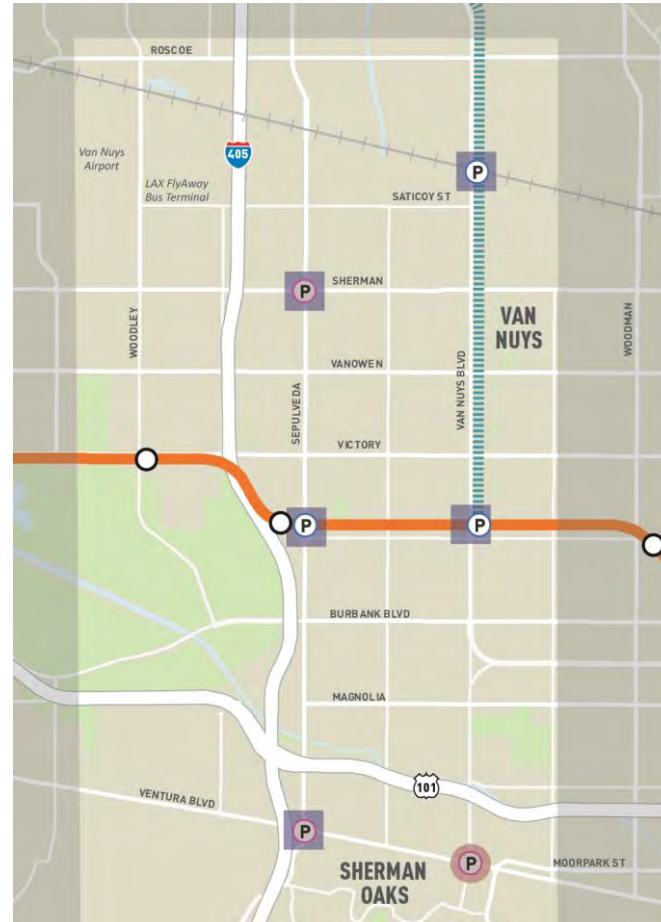 ROSCOE
405
Van Nuys
Airport
LAX FlyAway
Bus Terminal
P
SATICOY ST
P
SHERMAN
WOODLEY
SEPULVEDA
VAN NUYS BLVD
VAN
NUYS
WOODMAN
VANOWEN
VICTORY
P
P
BURBANK BLVD
MAGNOLIA
101
VENTURA BLVD
P
SHERMAN
OAKS
P
MOORPARK ST